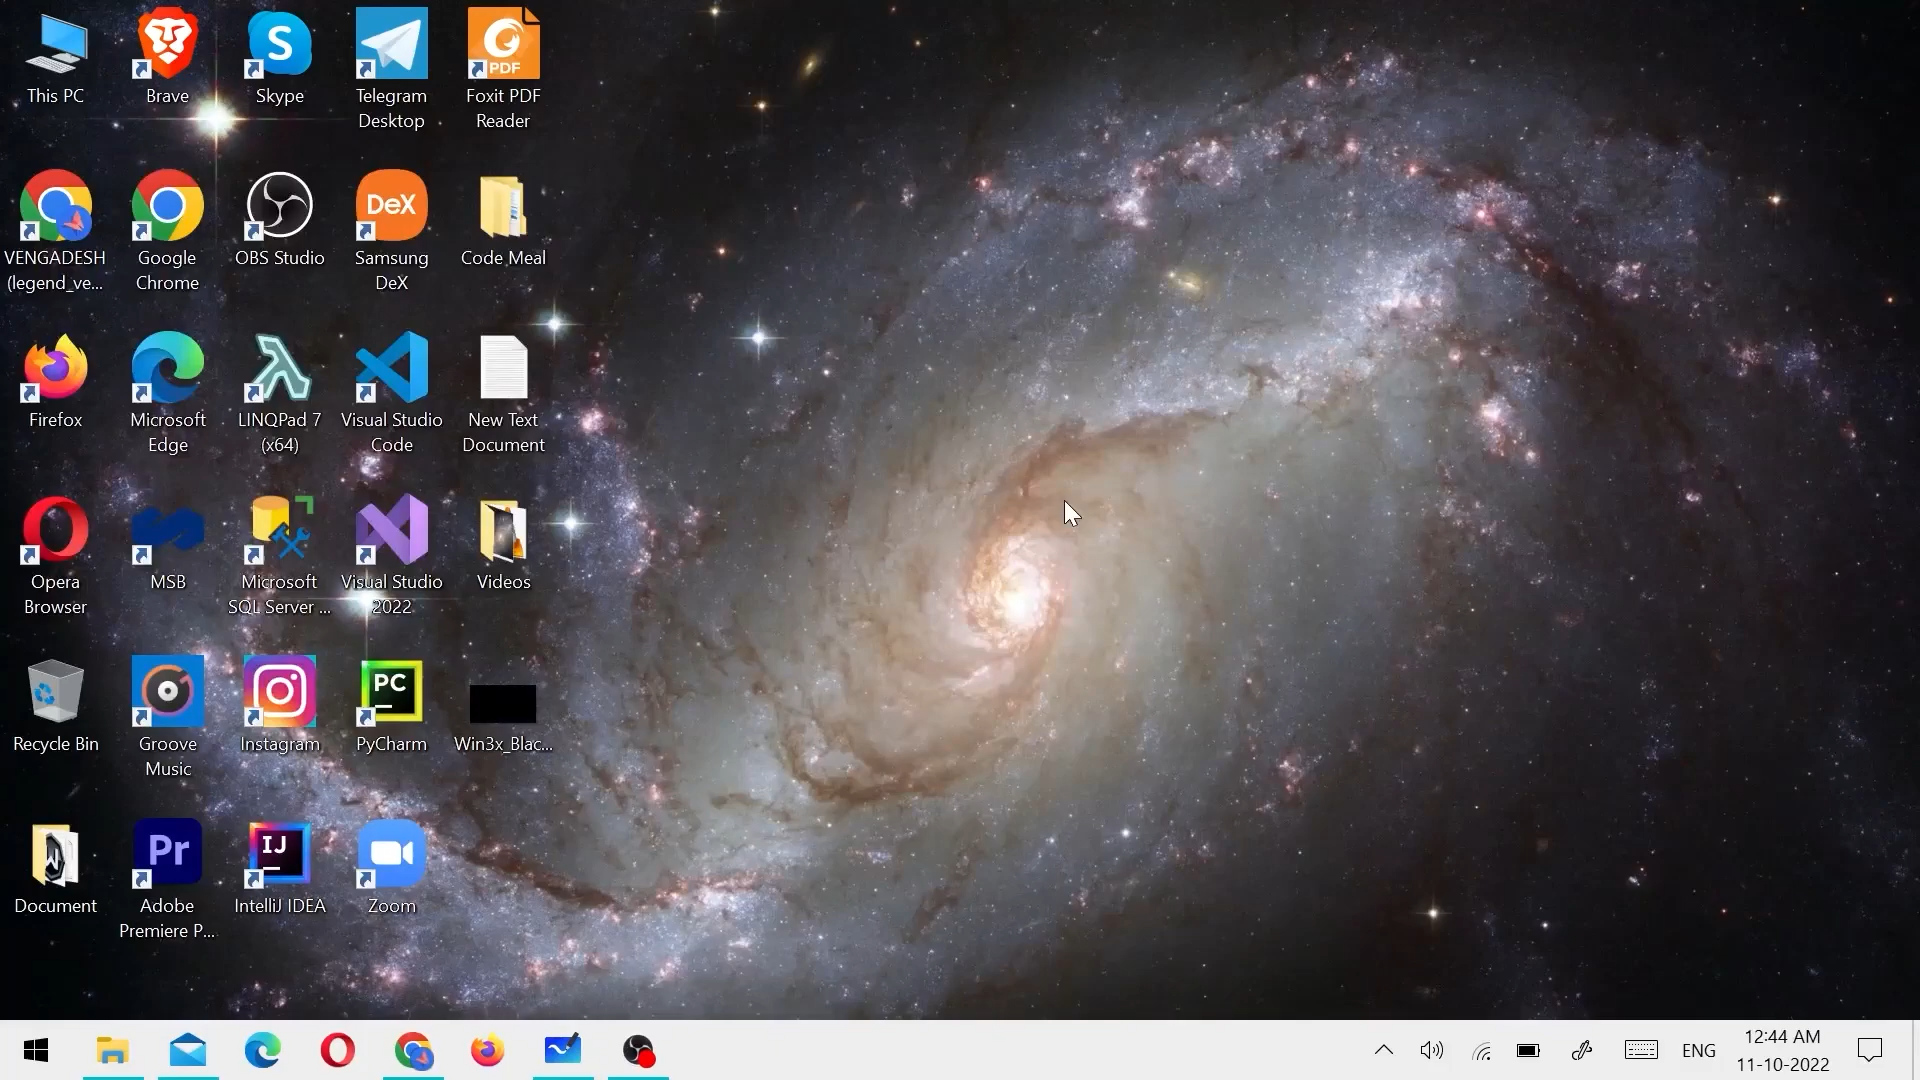 This PC
Brave
S
Skype
Telegram
Desktop
PDF
Foxit PDF
Reader
VENGADESH
(legend_ve...
Google
Chrome
OBS Studio
DeX
Samsung
DeX
Code Meal
Firefox
Microsoft
Edge
LINQPad 7
(x64)
Visual Studio
Code
New Text
Document
Opera
Browser
MSB
Microsoft
SQL Server ...
Visual Studio
2022
Videos
Recycle Bin
Groove
Music
Instagram
PC
PyCharm
Win3x_Blac...
Document
Pr
Adobe
Premiere P...
IJ
IntelliJ IDEA
Zoom
ENG
12:44 AM
11-10-2022